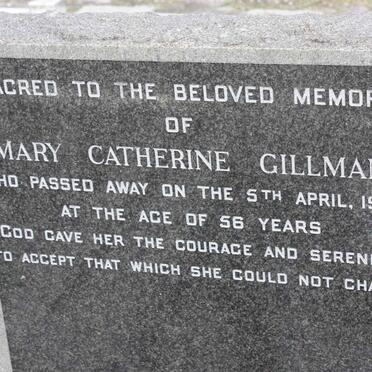 ACRED TO THE BELOVED MEMOR
OF
MARY CATHERINE GILLMA
HO PASSED AWAY ON THE 5TH APRIL, 19
AT THE AGE OF 56 YEARS
GOD GAVE HER THE COURAGE AND SEREN
TO ACCEPT THAT WHICH SHE COULD NOT CHA